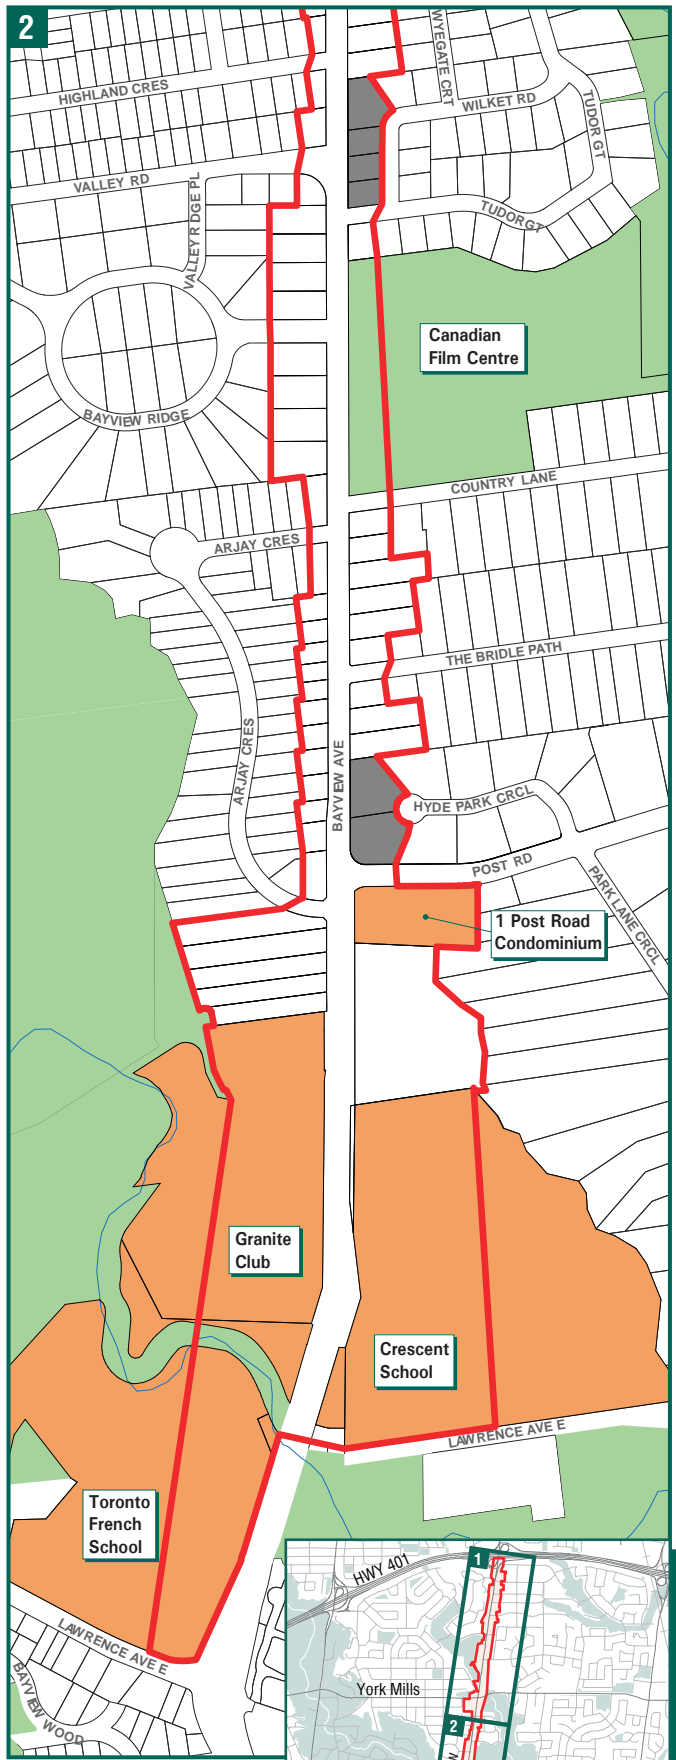 2
WYEGATE CRT
HIGHLAND CRES
WILKET RD
TUDOR GT
VALLEY RD
VALLEY RIDGE PL
TUDOR GT
Canadian
Film Centre
BAYVIEW RIDGE
COUNTRY LANE
ARJAY CRES
THE BRIDLE PATH
ARJAY CRES
BAYVIEW AVE
HYDE PARK CRCL
POST RD
PARK LANE CRCL
1 Post Road
Condominium
Granite
Club
Crescent
School
LAWRENCE AVE E
Toronto
French
School
LAWRENCE AVE E
BAYVIEW WOOD
1
HWY 401
York Mills
2